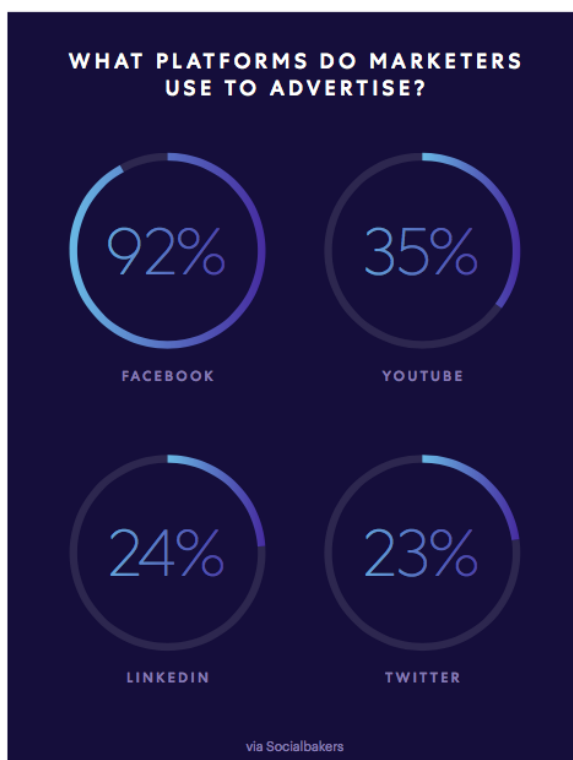 WHAT PLATFORMS DO MARKETERS
USE TO ADVERTISE?
92%
35%
FACEBOOK
YOUTUBE
24%
23%
LINKEDIN
TWITTER
via Socialbakers